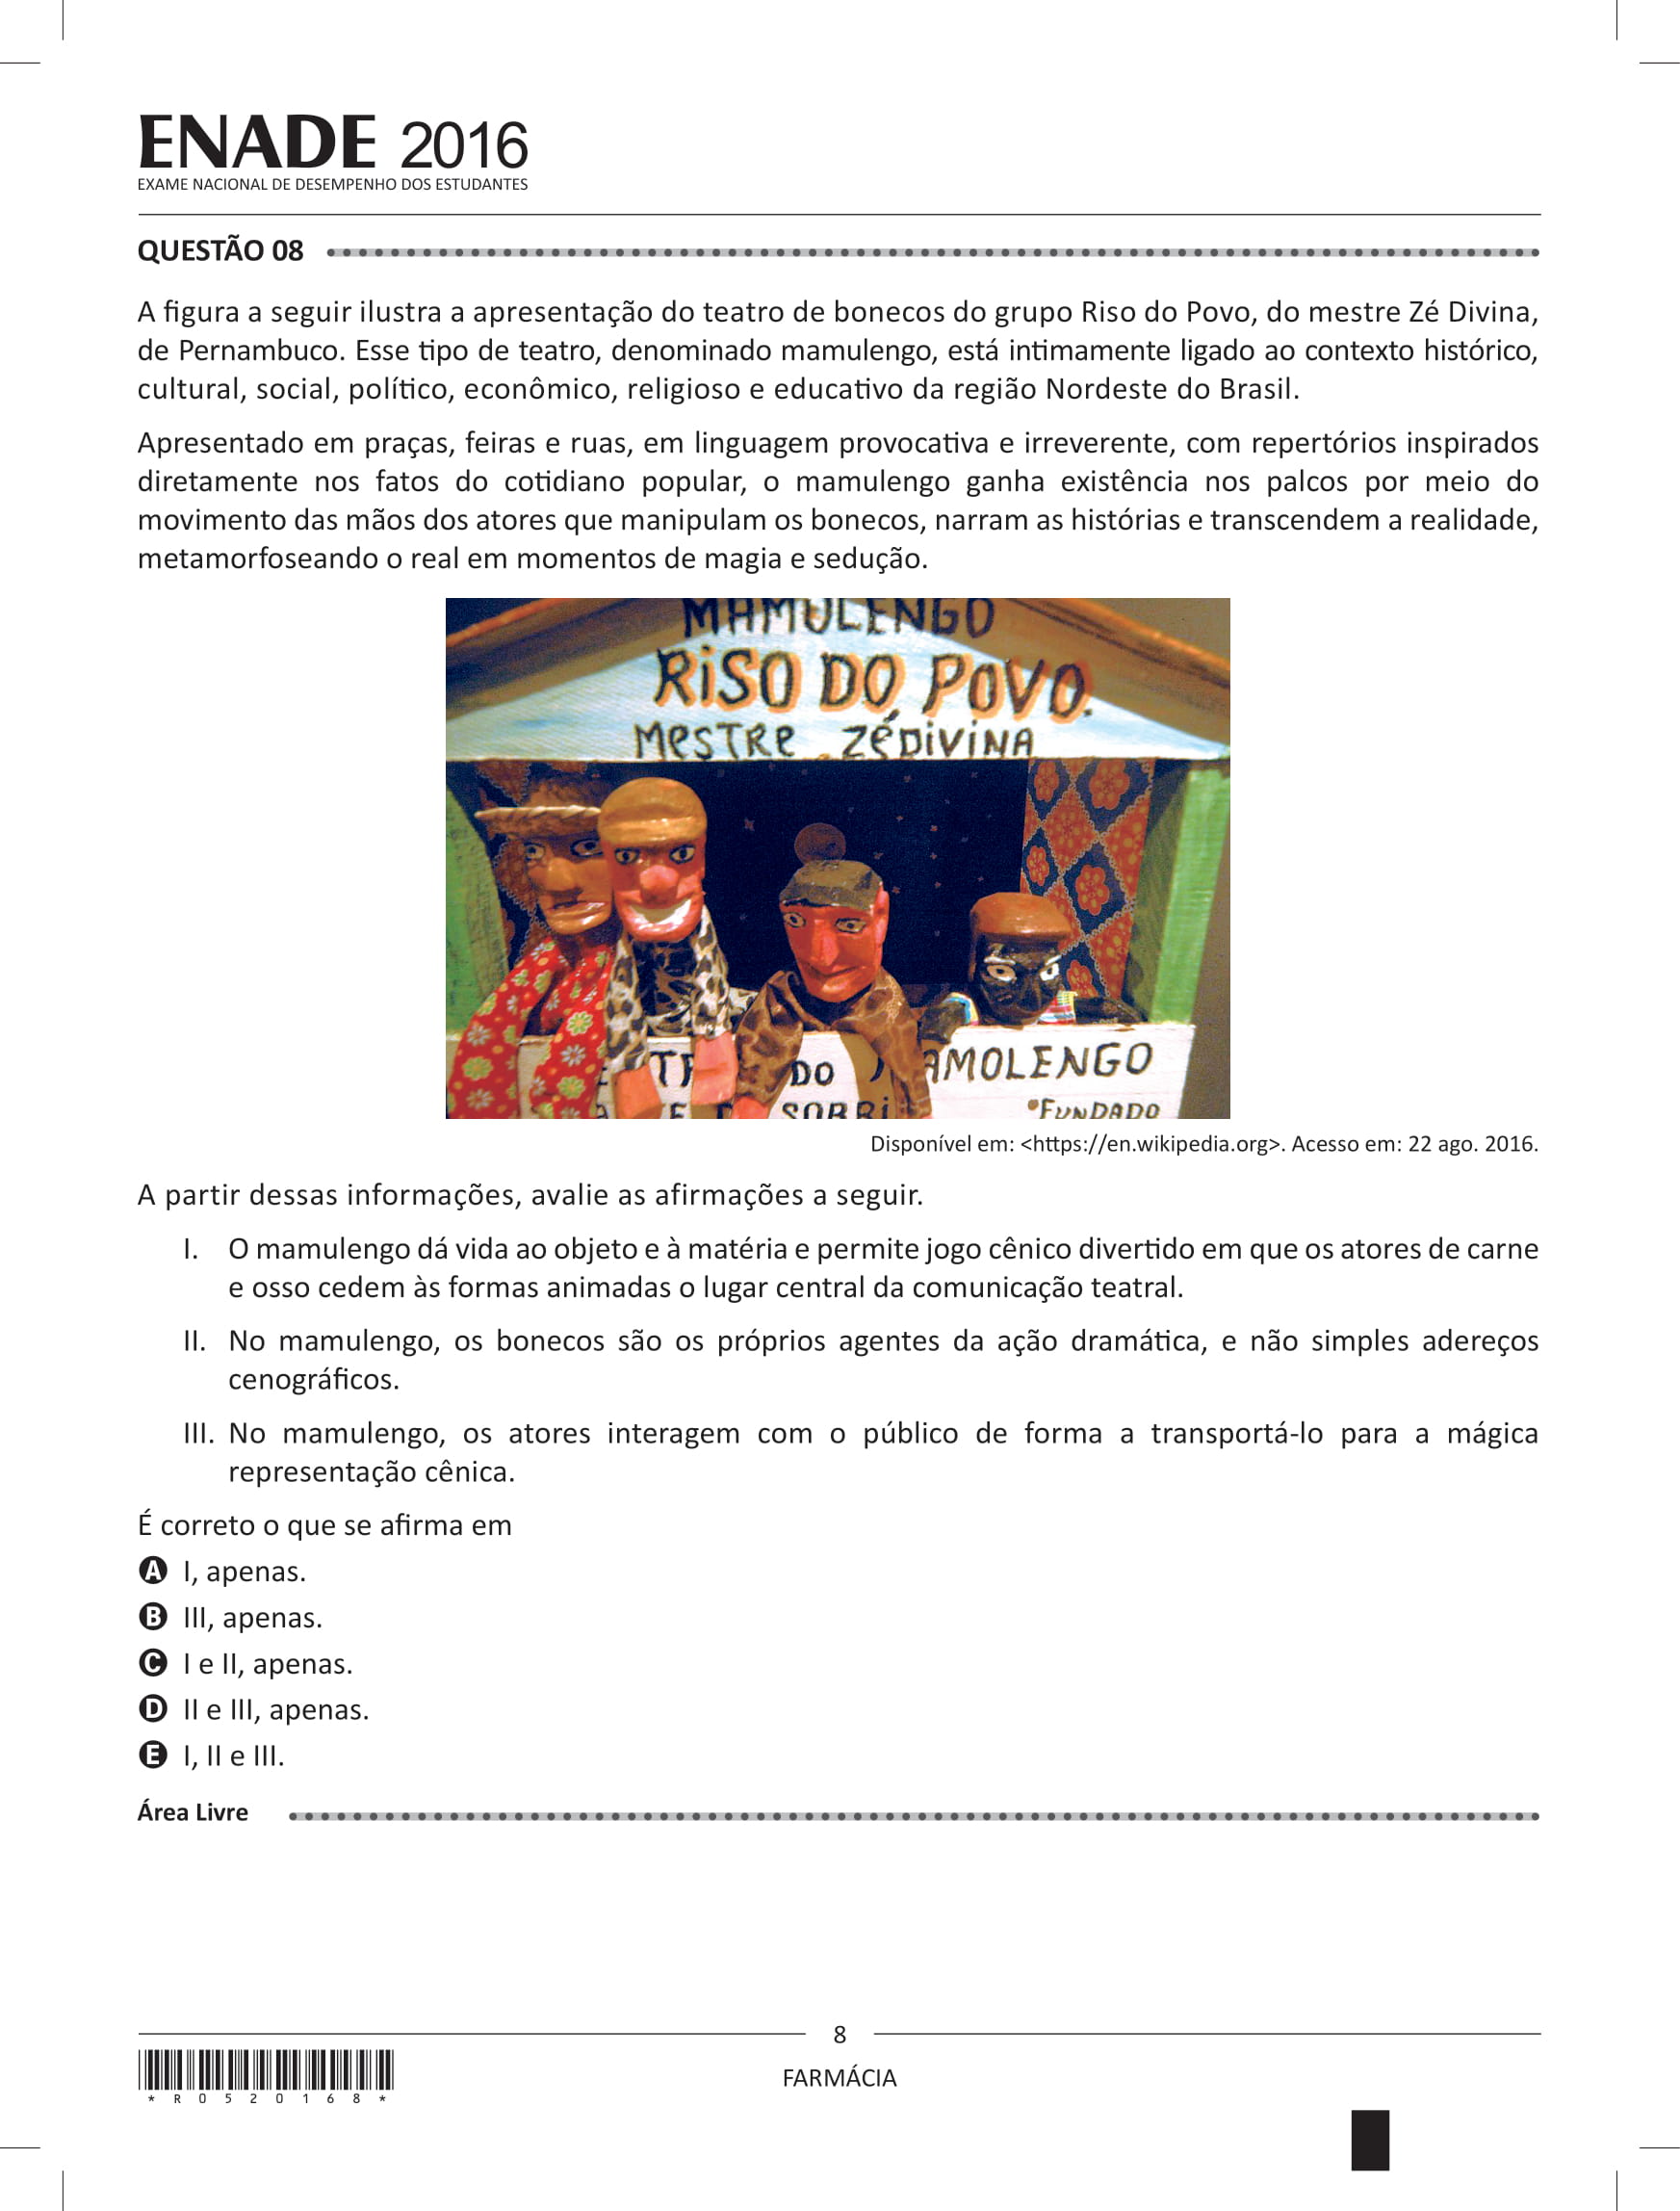 ENADE 2016
EXAME NACIONAL DE DESEMPENHO DOS ESTUDANTES
QUESTÃO 08
A figura a seguir ilustra a apresentação do teatro de bonecos do grupo Riso do Povo, do mestre Zé Divina,
de Pernambuco. Esse tipo de teatro, denominado mamulengo, está intimamente ligado ao contexto histórico,
cultural, social, político, econômico, religioso e educativo da região Nordeste do Brasil.
Apresentado em praças, feiras e ruas, em linguagem provocativa e irreverente, com repertórios inspirados
diretamente nos fatos do cotidiano popular, o mamulengo ganha existência nos palcos por meio do
movimento das mãos dos atores que manipulam os bonecos, narram as histórias e transcendem a realidade,
metamorfoseando o real em momentos de magia e sedução.
MAMULENGO
RISO DO POVO.
MESTRE ZÉDIVINA
DO AMOLENGO
SORRI FUNDADO
Disponível em: <https://en.wikipedia.org>. Acesso em: 22 ago. 2016.
A partir dessas informações, avalie as afirmações a seguir.
I. O mamulengo dá vida ao objeto e à matéria e permite jogo cênico divertido em que os atores de carne
e osso cedem às formas animadas o lugar central da comunicação teatral.
II. No mamulengo, os bonecos são os próprios agentes da ação dramática, e não simples adereços
cenográficos.
III. No mamulengo, os atores interagem com o público de forma a transportá-lo para a mágica
representação cênica.
É correto o que se afirma em
A I, apenas.
B III, apenas.
C I e II, apenas.
D II e III, apenas.
E I, II e III.
Área Livre
8
FARMÁCIA
* R 0 5 2 0 1 6 8 *